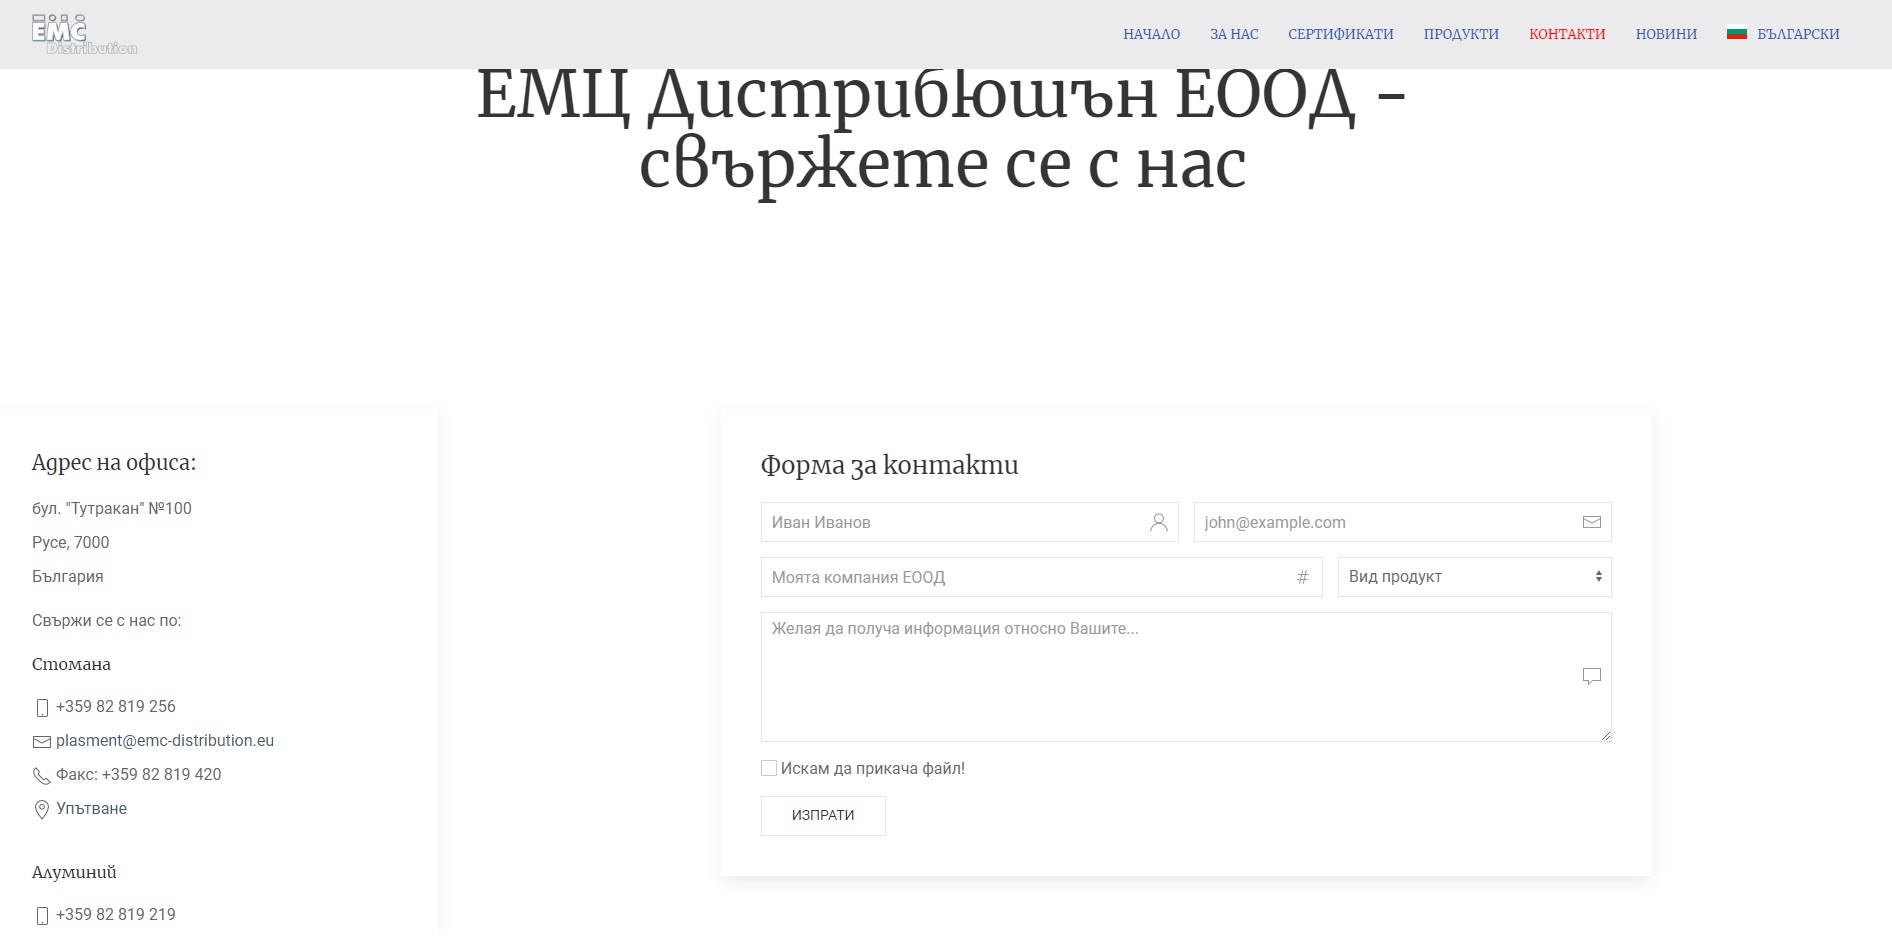 EMC
Distribution
НАЧАЛО
ЗА НАС
СЕРТИФИКАТИ
ПРОДУКТИ
КОНТАКТИ
НОВИНИ
БЪЛГАРСКИ
ЕМЦ Дистрибюшън ЕООД -
свържете се с нас
Адрес на офиса:
бул. "Тутракан" №100
Русе, 7000
България
Свържи се с нас по:
Стомана
+359 82 819 256
plasment@emc-distribution.eu
Факс: +359 82 819 420
Упътване
Алуминий
+359 82 819 219
Форма за контакти
Иван Иванов
john@example.com
Моята компания ЕООД
#
Вид продукт
Желая да получа информация относно Вашите...
Искам да прикача файл!
ИЗПРАТИ